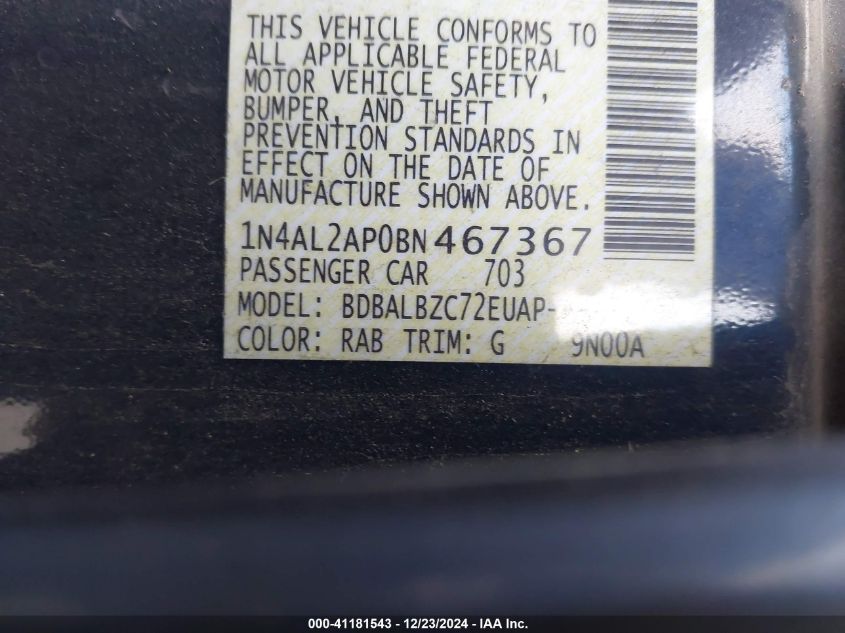 THIS VEHICLE CONFORMS TO
ALL APPLICABLE FEDERAL
MOTOR VEHICLE SAFETY,
BUMPER, AND THEFT
PREVENTION STANDARDS IN
EFFECT ON THE DATE OF
MANUFACTURE SHOWN ABOVE.
1N4AL2AP0BN467367
PASSENGER CAR 703
MODEL: BDBALBZC72EUAP-
COLOR: RAB TRIM: G 9N00A
000-41181543 - 12/23/2024 - IAA Inc.